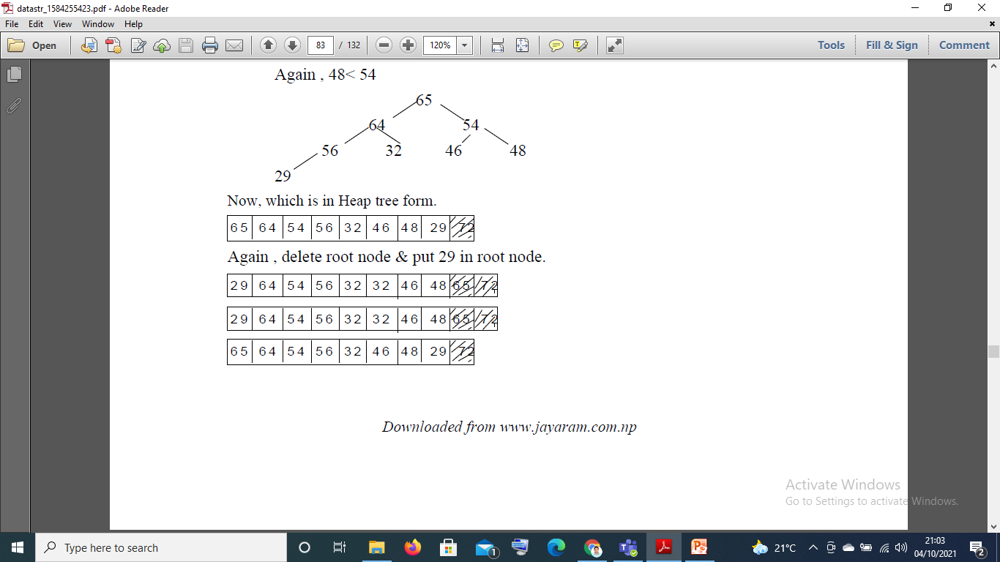 datastr_1584255423.pdf - Adobe Reader
File Edit View Window Help
Open 83 / 132 120% Tools Fill & Sign Comment
Again , 48< 54
65
64 54
56 32 46 48
29
Now, which is in Heap tree form.
65 64 54 56 32 46 48 29 72
Again , delete root node & put 29 in root node.
29 64 54 56 32 32 46 48 65 72
29 64 54 56 32 32 46 48 65 72
65 64 54 56 32 46 48 29 72
Downloaded from www.jayaram.com.np
Activate Windows
Go to Settings to activate Windows.
Type here to search 1 21°C 21:03
04/10/2021 2